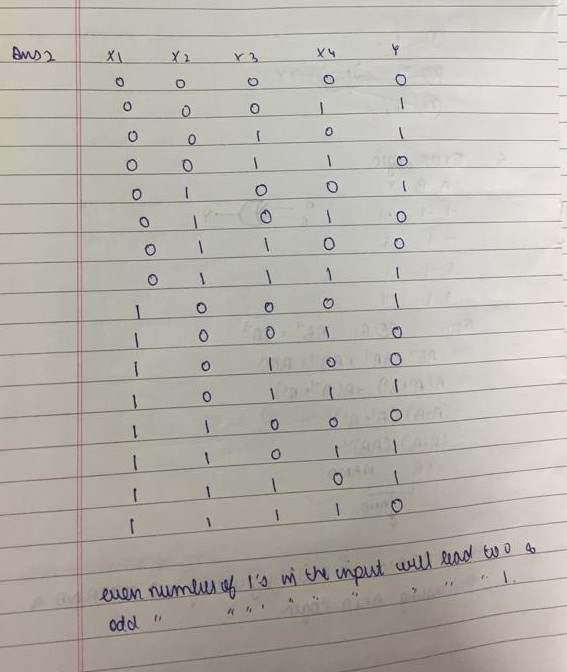 Ans 2 X1 X2 X3 X4 Y
0 0 0 0 0
0 0 0 1 1
0 0 1 0 1
0 0 1 1 0
0 1 0 0 1
0 1 0 1 0
0 1 1 0 0
0 1 1 1 1
1 0 0 0 1
1 0 0 1 0
1 0 1 0 0
1 0 1 1 1
1 1 0 0 0
1 1 0 1 1
1 1 1 0 1
1 1 1 1 0
even number of 1's in the input will lead to 0 &
odd " " " " " " " " " 1.